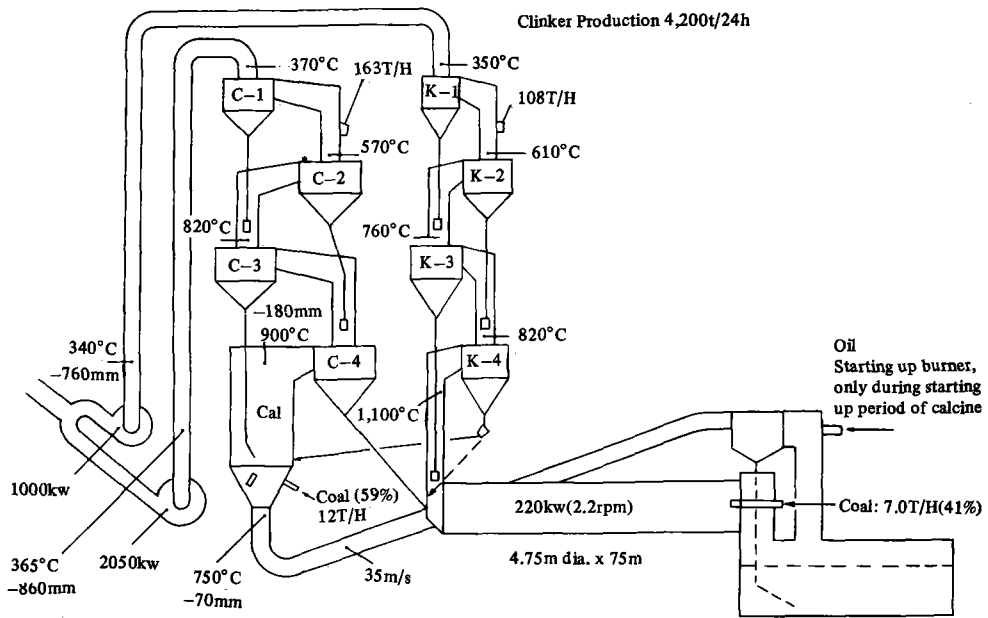 Clinker Production 4,200t/24h
370°C
163T/H
350°C
C-1
K-1
108T/H
570°C
610°C
C-2
K-2
820°C
760°C
C-3
K-3
-180mm
900°C
820°C
340°C
-760mm
C-4
K-4
Oil
Starting up burner,
only during starting
up period of calcine
Cal
1,100°C
1000kw
Coal (59%)
12T/H
220kw(2.2rpm)
Coal: 7.0T/H(41%)
365°C
-860mm
2050kw
750°C
-70mm
35m/s
4.75m dia. x 75m